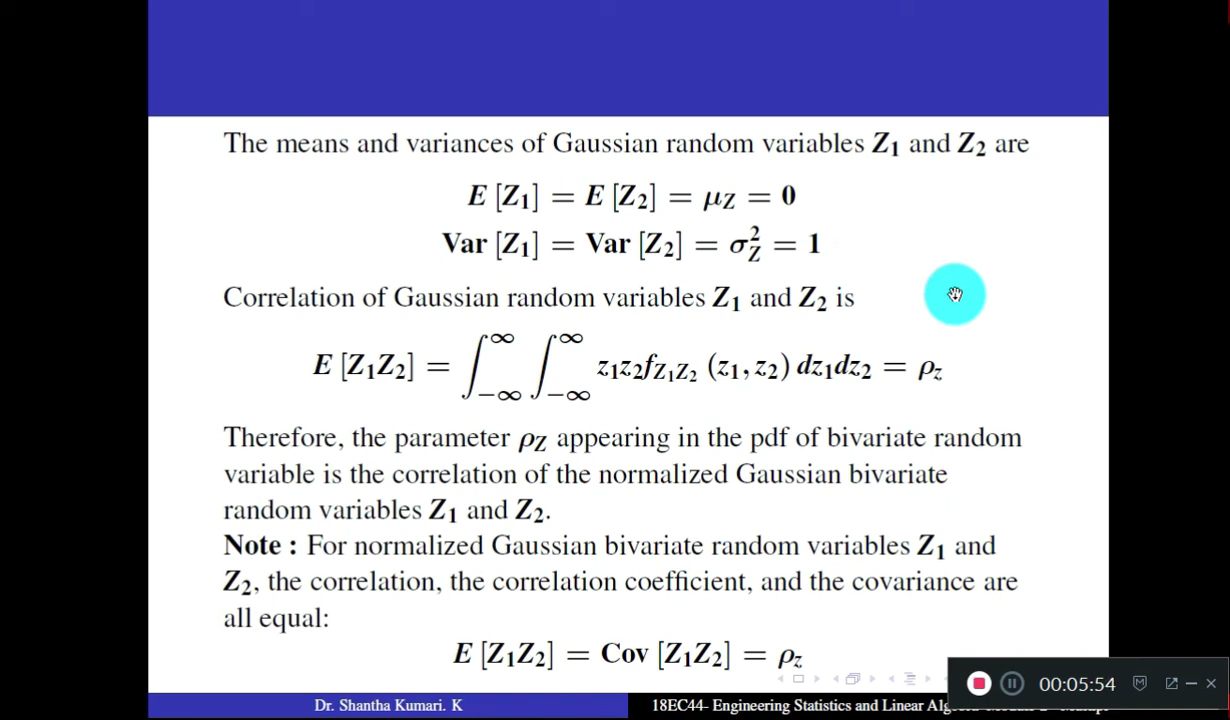 The means and variances of Gaussian random variables Z₁ and Z₂ are
E [Z₁] = E [Z₂] = μ_Z = 0
Var [Z₁] = Var [Z₂] = σ²_Z = 1
Correlation of Gaussian random variables Z₁ and Z₂ is
E [Z₁Z₂] = ∫_{−∞}^{∞} ∫_{−∞}^{∞} z₁z₂f_{Z₁Z₂} (z₁, z₂) dz₁dz₂ = ρ_z
Therefore, the parameter ρ_Z appearing in the pdf of bivariate random
variable is the correlation of the normalized Gaussian bivariate
random variables Z₁ and Z₂.
Note : For normalized Gaussian bivariate random variables Z₁ and
Z₂, the correlation, the correlation coefficient, and the covariance are
all equal:
E [Z₁Z₂] = Cov [Z₁Z₂] = ρ_z
00:05:54
Dr. Shantha Kumari. K
18EC44- Engineering Statistics and Linear